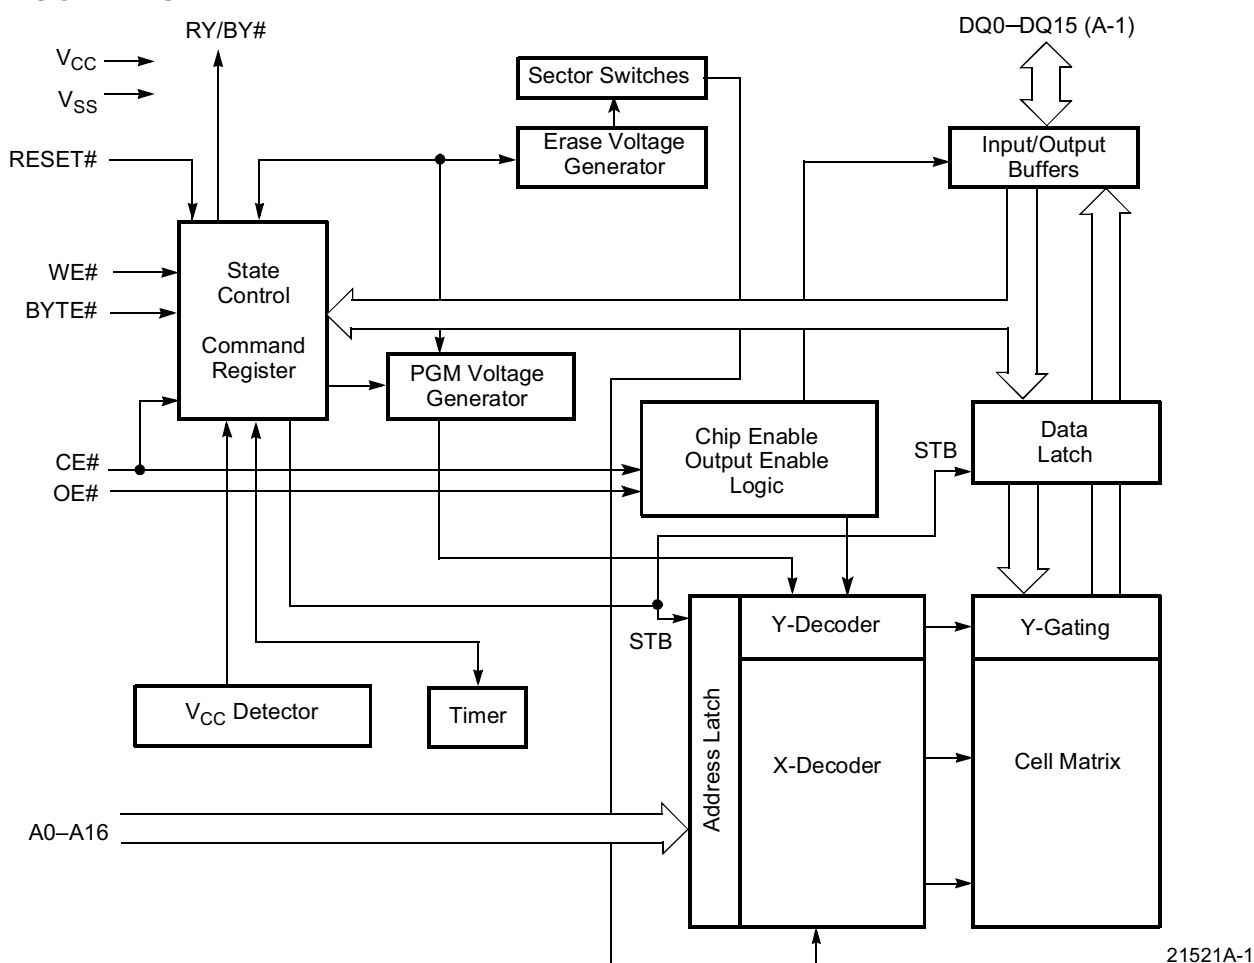 RY/BY#
DQ0–DQ15 (A-1)
VCC
VSS
Sector Switches
RESET#
Erase Voltage
Generator
Input/Output
Buffers
WE#
BYTE#
State
Control
Command
Register
PGM Voltage
Generator
CE#
OE#
Chip Enable
Output Enable
Logic
STB
Data
Latch
STB
Y-Decoder
Y-Gating
VCC Detector
Timer
Address Latch
X-Decoder
Cell Matrix
A0–A16
21521A-1